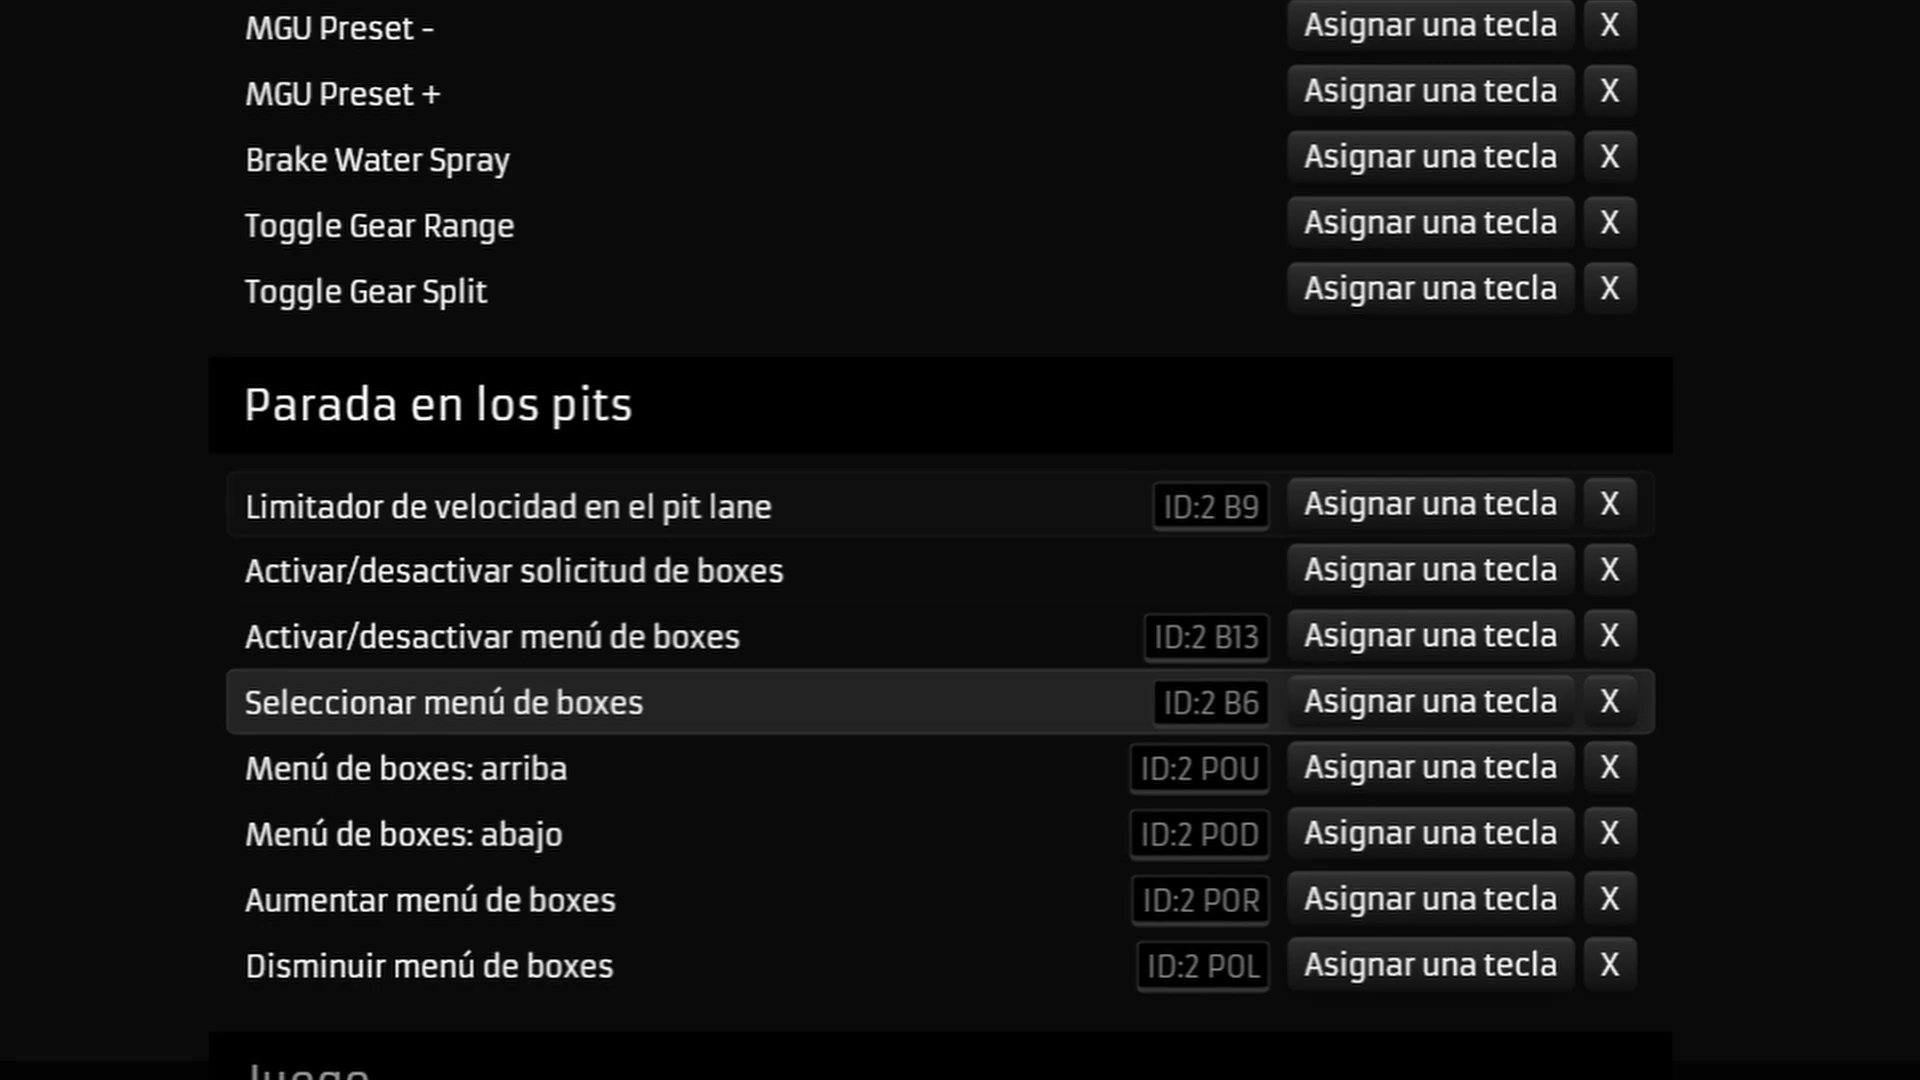 MGU Preset - Asignar una tecla X
MGU Preset + Asignar una tecla X
Brake Water Spray Asignar una tecla X
Toggle Gear Range Asignar una tecla X
Toggle Gear Split Asignar una tecla X
Parada en los pits
Limitador de velocidad en el pit lane ID:2 B9 Asignar una tecla X
Activar/desactivar solicitud de boxes Asignar una tecla X
Activar/desactivar menú de boxes ID:2 B13 Asignar una tecla X
Seleccionar menú de boxes ID:2 B6 Asignar una tecla X
Menú de boxes: arriba ID:2 POU Asignar una tecla X
Menú de boxes: abajo ID:2 POD Asignar una tecla X
Aumentar menú de boxes ID:2 POR Asignar una tecla X
Disminuir menú de boxes ID:2 POL Asignar una tecla X
Juego